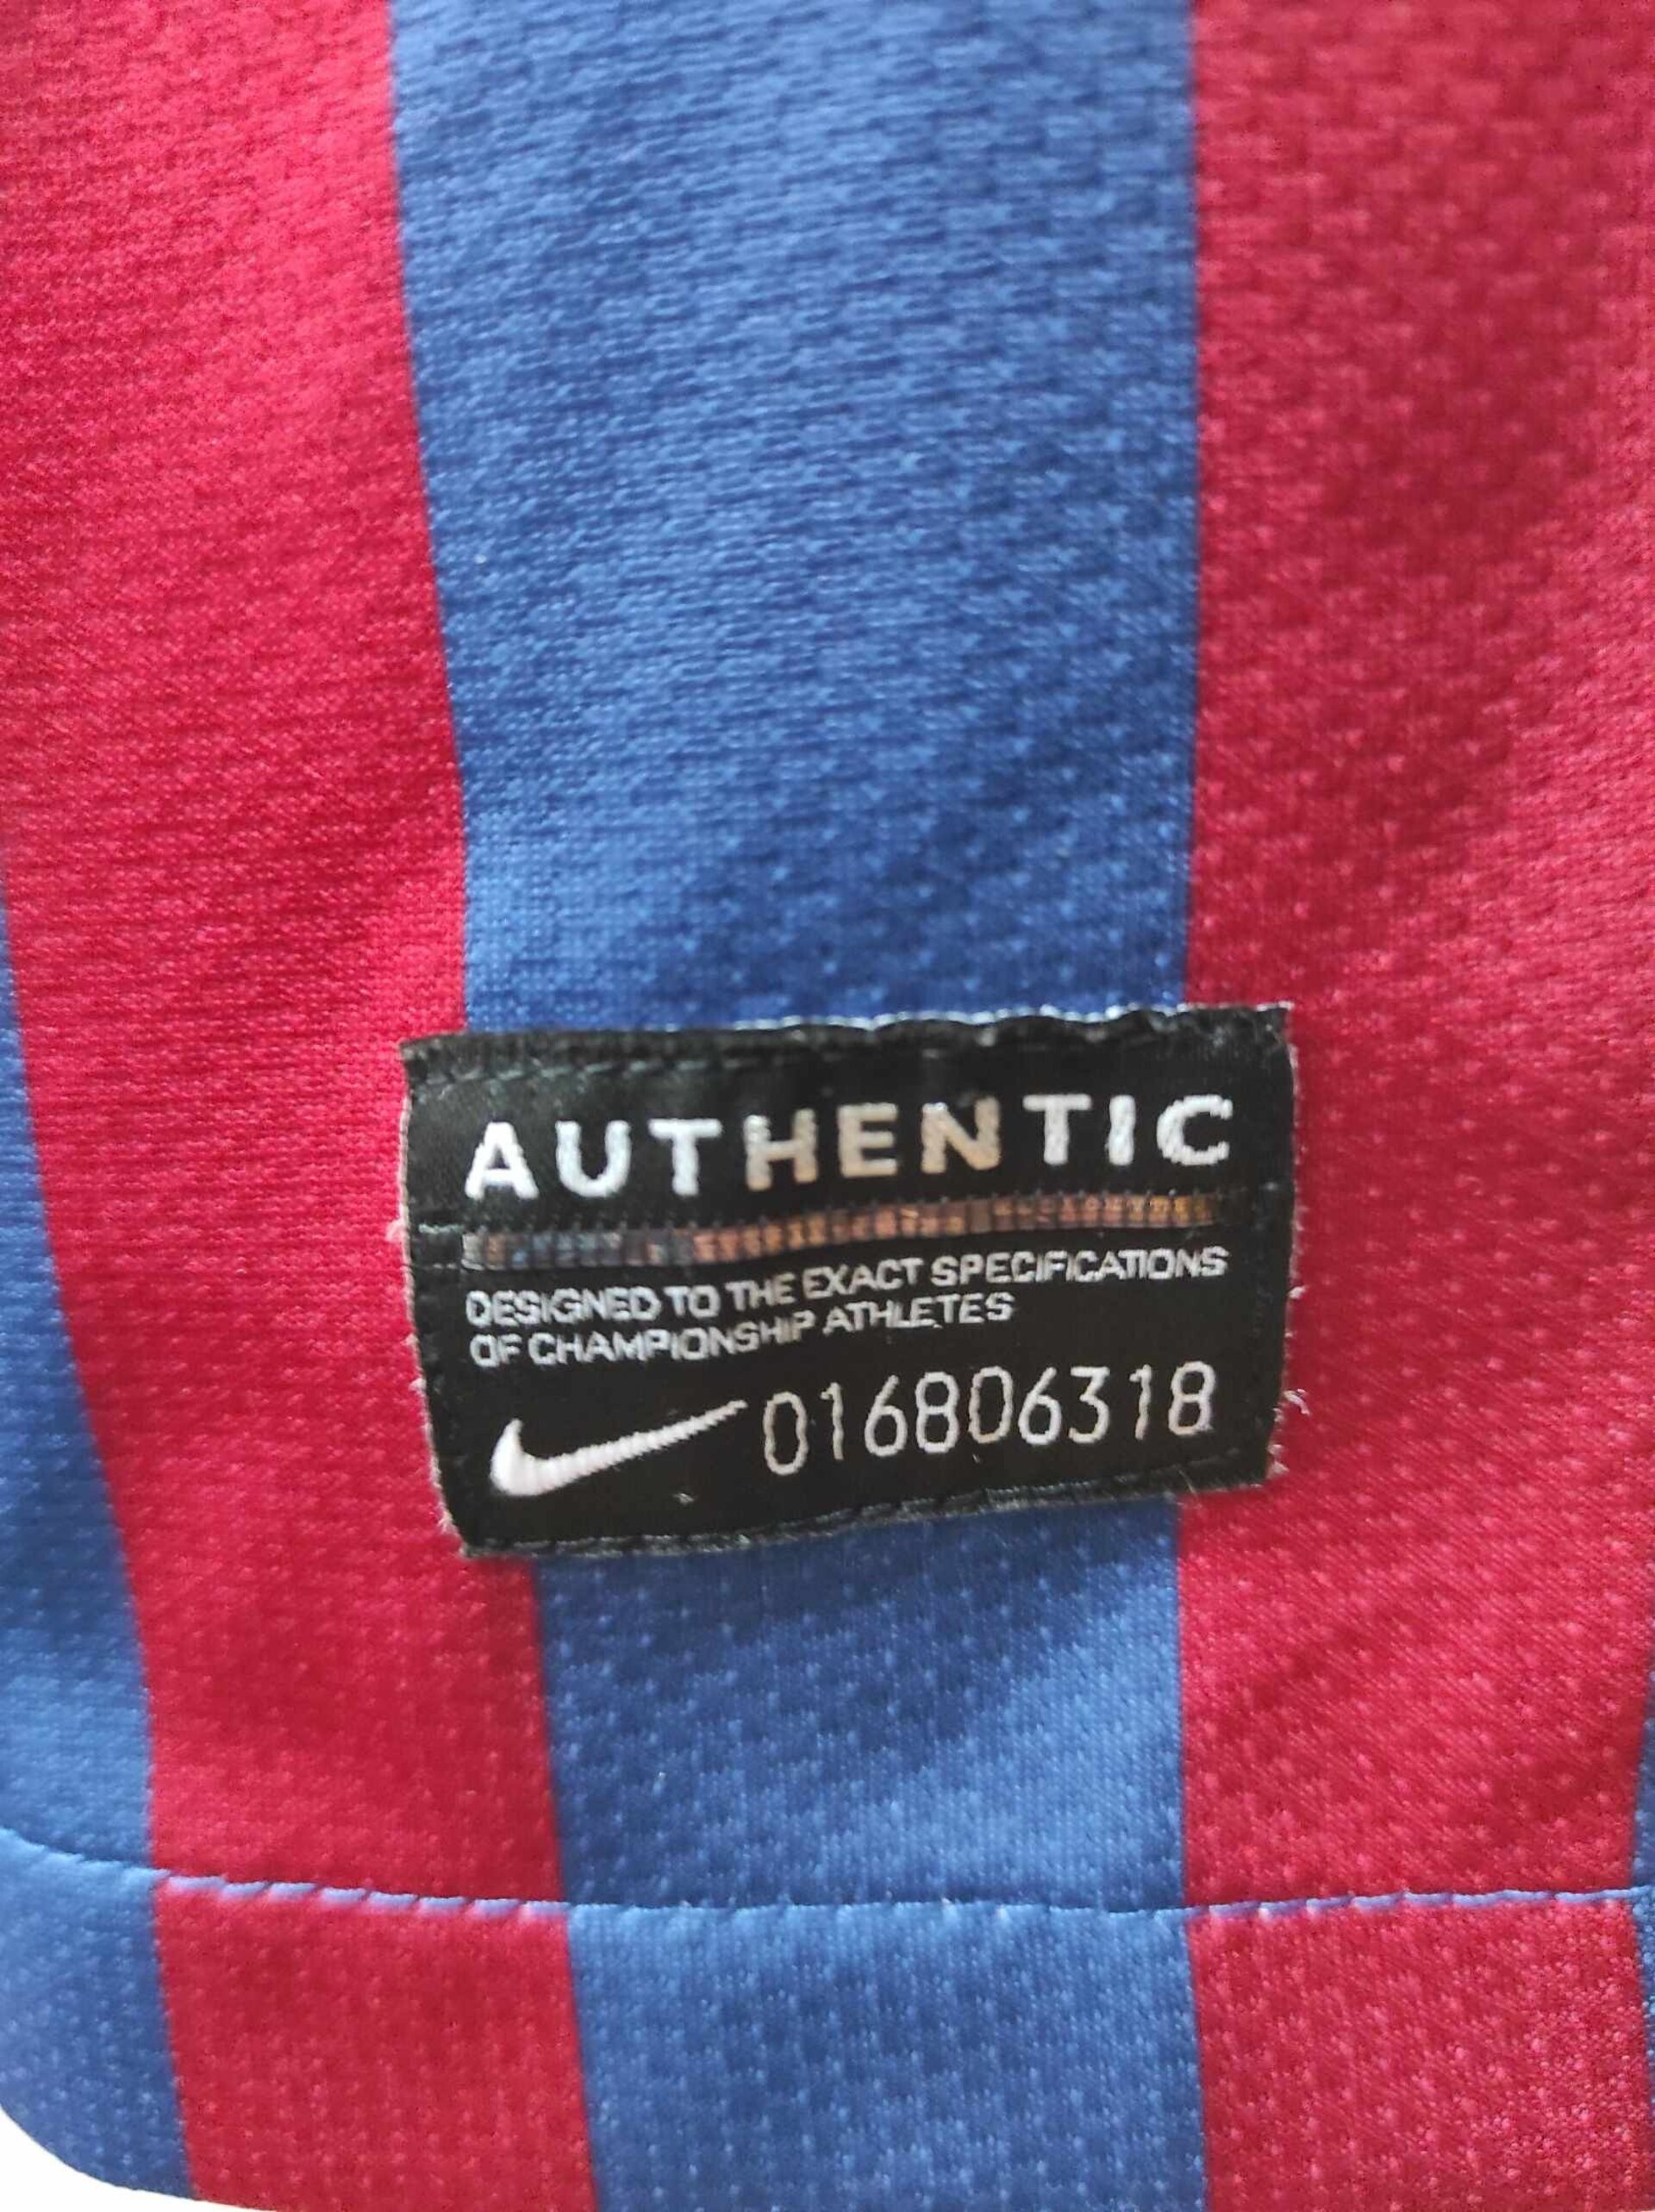 AUTHENTIC
DESIGNED TO THE EXACT SPECIFICATIONS
OF CHAMPIONSHIP ATHLETES
016806318